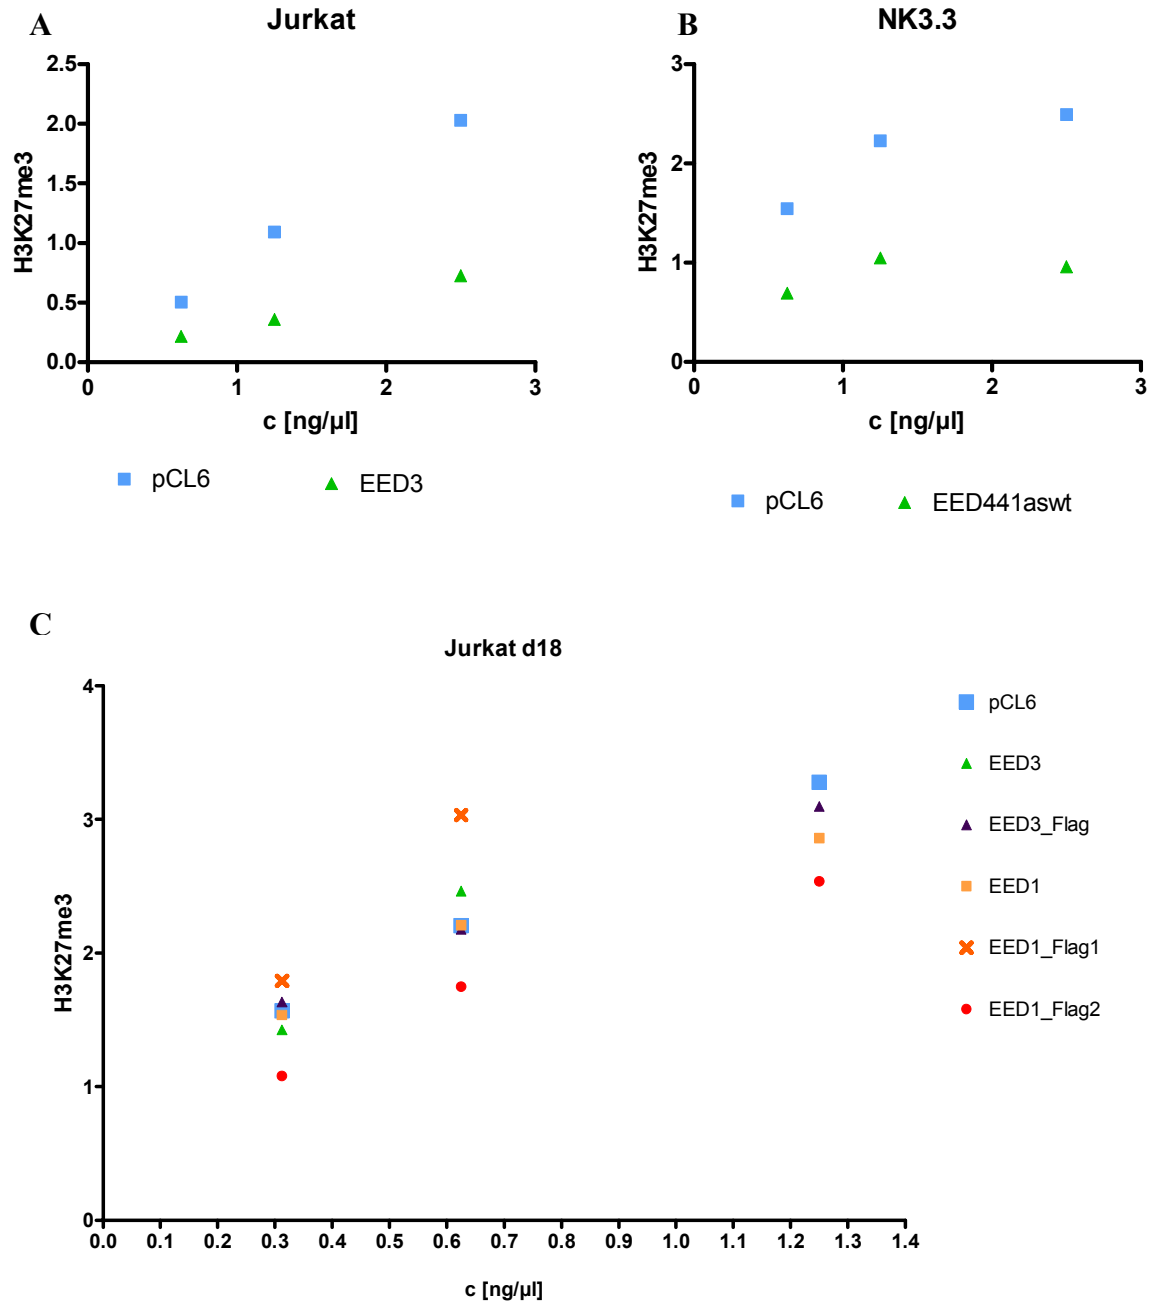 A
Jurkat
2.5
2.0
1.5
1.0
0.5
0.0
H3K27me3
0
1
2
3
c [ng/µl]
pCL6
EED3
B
NK3.3
3
2
1
0
H3K27me3
0
1
2
3
c [ng/µl]
pCL6
EED441aswt
C
Jurkat d18
4
3
2
1
0
H3K27me3
0.0 0.1 0.2 0.3 0.4 0.5 0.6 0.7 0.8 0.9 1.0 1.1 1.2 1.3 1.4
c [ng/µl]
pCL6
EED3
EED3_Flag
EED1
EED1_Flag1
EED1_Flag2